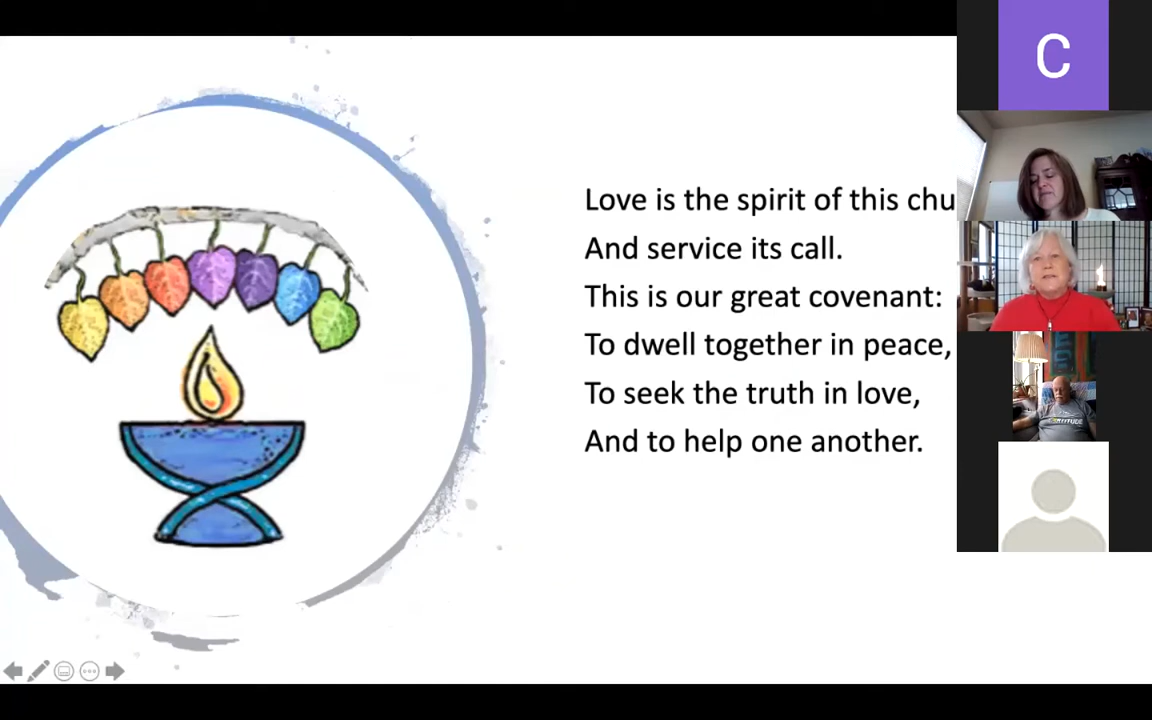 C
Love is the spirit of this chu
And service its call.
This is our great covenant:
To dwell together in peace,
To seek the truth in love,
And to help one another.